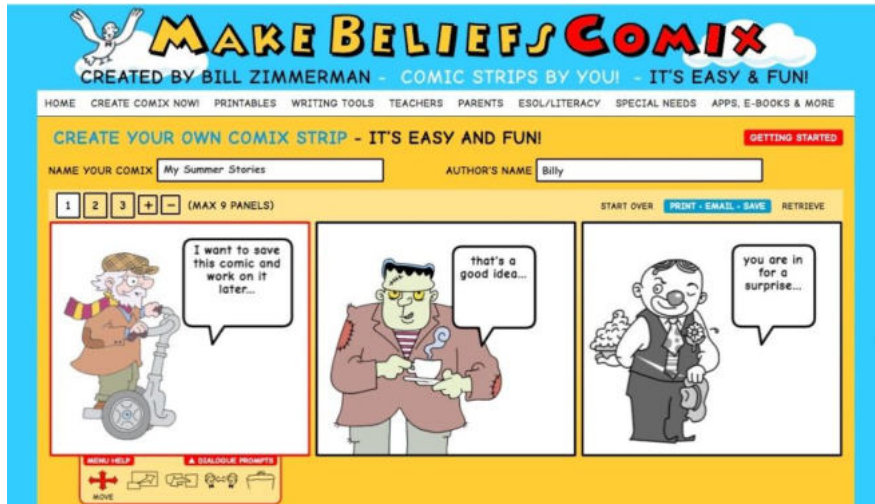 MAKE BELIEFS COMIX
CREATED BY BILL ZIMMERMAN - COMIC STRIPS BY YOU! - IT'S EASY & FUN!
HOME CREATE COMIX NOW! PRINTABLES WRITING TOOLS TEACHERS PARENTS ESOL/LITERACY SPECIAL NEEDS APPS, E-BOOKS & MORE
CREATE YOUR OWN COMIX STRIP - IT'S EASY AND FUN! GETTING STARTED
NAME YOUR COMIX My Summer Stories AUTHOR'S NAME Billy
1 2 3 + - (MAX 9 PANELS) START OVER PRINT - EMAIL - SAVE RETRIEVE
I want to save
this comic and
work on it
later...
that's a
good idea...
you are in
for a
surprise...
MENU HELP ▲ DIALOGUE PROMPTS
MOVE